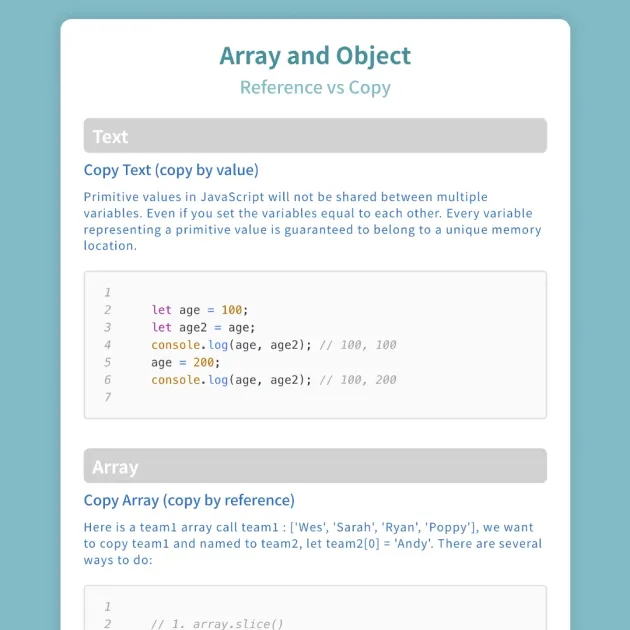 Array and Object
Reference vs Copy
Text
Copy Text (copy by value)
Primitive values in JavaScript will not be shared between multiple
variables. Even if you set the variables equal to each other. Every variable
representing a primitive value is guaranteed to belong to a unique memory
location.
1
2 let age = 100;
3 let age2 = age;
4 console.log(age, age2); // 100, 100
5 age = 200;
6 console.log(age, age2); // 100, 200
7
Array
Copy Array (copy by reference)
Here is a team1 array call team1 : ['Wes', 'Sarah', 'Ryan', 'Poppy'], we want
to copy team1 and named to team2, let team2[0] = 'Andy'. There are several
ways to do:
1
2 // 1. array.slice()